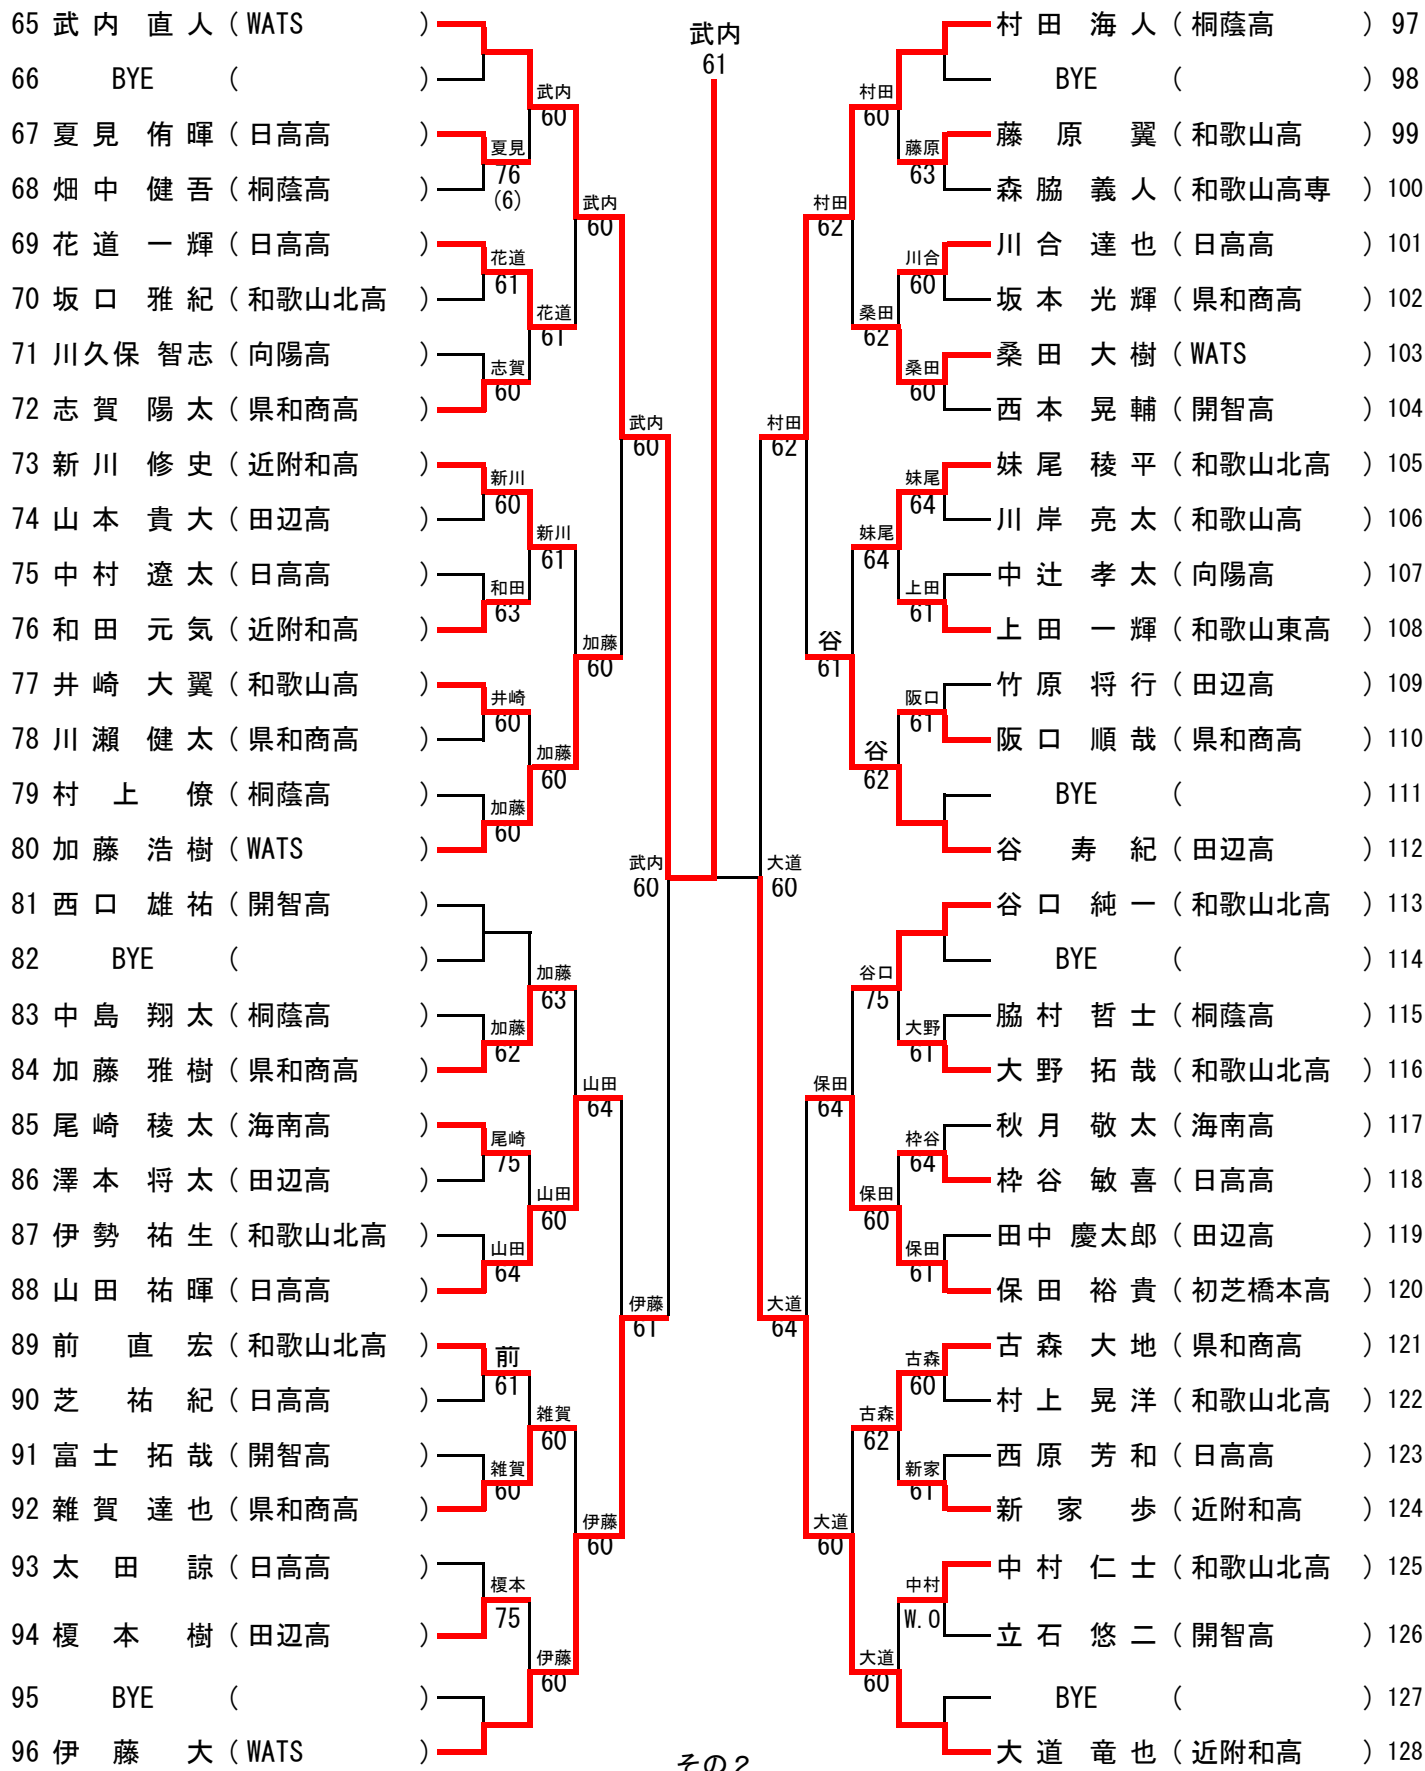 武内
61
65 武内 直人 (WATS)
66 BYE ( )
67 夏見 侑暉 (日高高)
68 畑中 健吾 (桐蔭高)
69 花道 一輝 (日高高)
70 坂口 雅紀 (和歌山北高)
71 川久保 智志 (向陽高)
72 志賀 陽太 (県和商高)
73 新川 修史 (近附和高)
74 山本 貴大 (田辺高)
75 中村 遼太 (日高高)
76 和田 元気 (近附和高)
77 井崎 大翼 (和歌山高)
78 川瀬 健太 (県和商高)
79 村上 僚 (桐蔭高)
80 加藤 浩樹 (WATS)
81 西口 雄祐 (開智高)
82 BYE ( )
83 中島 翔太 (桐蔭高)
84 加藤 雅樹 (県和商高)
85 尾崎 稜太 (海南高)
86 澤本 将太 (田辺高)
87 伊勢 祐生 (和歌山北高)
88 山田 祐暉 (日高高)
89 前 直宏 (和歌山北高)
90 芝 祐紀 (日高高)
91 富士 拓哉 (開智高)
92 雑賀 達也 (県和商高)
93 太田 諒 (日高高)
94 榎本 樹 (田辺高)
95 BYE ( )
96 伊藤 大 (WATS)
夏見
76
(6)
花道
61
志賀
60
新川
60
和田
63
井崎
60
加藤
60
加藤
62
尾崎
75
山田
64
前
61
雑賀
60
榎本
75
武内
60
花道
61
新川
61
加藤
60
加藤
63
山田
60
雑賀
60
伊藤
60
武内
60
加藤
60
山田
64
伊藤
60
武内
60
伊藤
61
武内
60
大道
60
村田
62
大道
64
村田
62
谷
61
保田
64
大道
60
村田
60
桑田
62
妹尾
64
谷
62
谷口
75
保田
60
古森
62
大道
60
藤原
63
川合
60
桑田
60
妹尾
64
上田
61
阪口
61
大野
61
枠谷
64
保田
61
古森
60
新家
61
中村
W.O
村田 海人 (桐蔭高) 97
BYE ( ) 98
藤原 翼 (和歌山高) 99
森脇 義人 (和歌山高専) 100
川合 達也 (日高高) 101
坂本 光輝 (県和商高) 102
桑田 大樹 (WATS) 103
西本 晃輔 (開智高) 104
妹尾 稜平 (和歌山北高) 105
川岸 亮太 (和歌山高) 106
中辻 孝太 (向陽高) 107
上田 一輝 (和歌山東高) 108
竹原 将行 (田辺高) 109
阪口 順哉 (県和商高) 110
BYE ( ) 111
谷 寿紀 (田辺高) 112
谷口 純一 (和歌山北高) 113
BYE ( ) 114
脇村 哲士 (桐蔭高) 115
大野 拓哉 (和歌山北高) 116
秋月 敬太 (海南高) 117
枠谷 敏喜 (日高高) 118
田中 慶太郎 (田辺高) 119
保田 裕貴 (初芝橋本高) 120
古森 大地 (県和商高) 121
村上 晃洋 (和歌山北高) 122
西原 芳和 (日高高) 123
新家 歩 (近附和高) 124
中村 仁士 (和歌山北高) 125
立石 悠二 (開智高) 126
BYE ( ) 127
大道 竜也 (近附和高) 128
その2